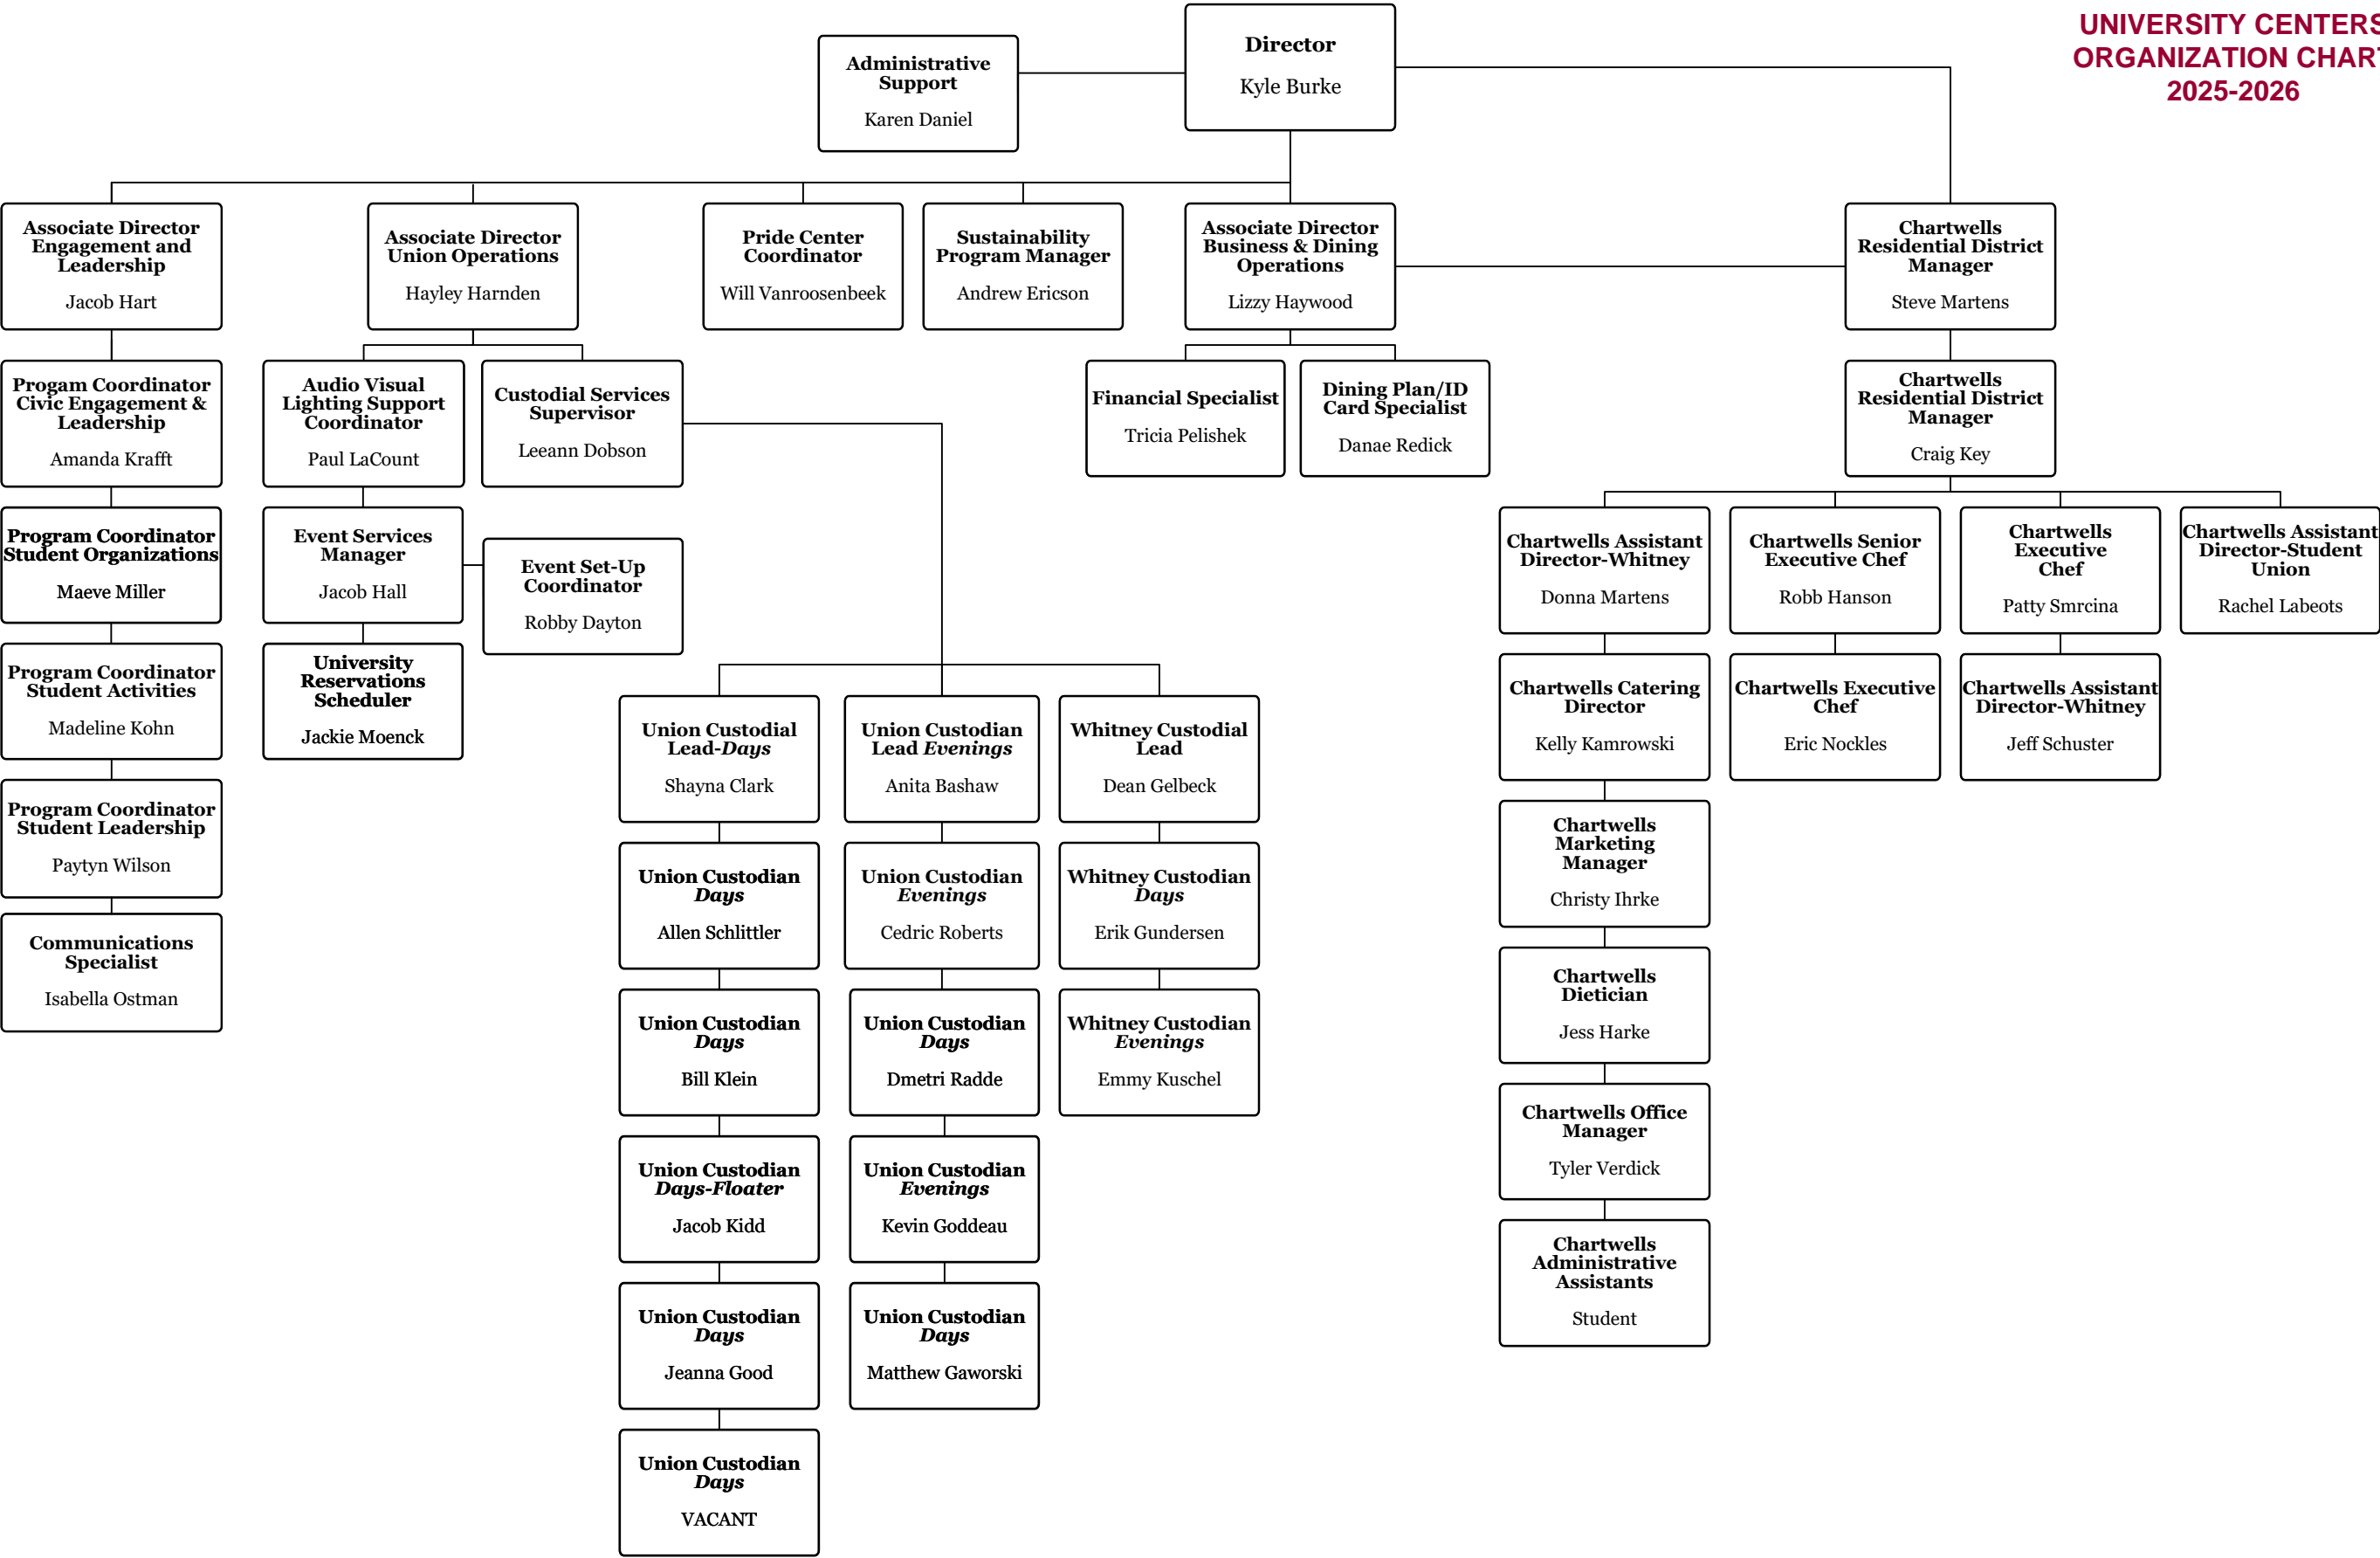 UNIVERSITY CENTERS
ORGANIZATION CHART
2025-2026
Director
Kyle Burke
Administrative
Support
Karen Daniel
Associate Director
Engagement and
Leadership
Jacob Hart
Associate Director
Union Operations
Hayley Harnden
Pride Center
Coordinator
Will Vanroosenbeek
Sustainability
Program Manager
Andrew Ericson
Associate Director
Business & Dining
Operations
Lizzy Haywood
Chartwells
Residential District
Manager
Steve Martens
Progam Coordinator
Civic Engagement &
Leadership
Amanda Krafft
Audio Visual
Lighting Support
Coordinator
Paul LaCount
Custodial Services
Supervisor
Leeann Dobson
Financial Specialist
Tricia Pelishek
Dining Plan/ID
Card Specialist
Danae Redick
Chartwells
Residential District
Manager
Craig Key
Program Coordinator
Student Organizations
Maeve Miller
Event Services
Manager
Jacob Hall
Event Set-Up
Coordinator
Robby Dayton
Chartwells Assistant
Director-Whitney
Donna Martens
Chartwells Senior
Executive Chef
Robb Hanson
Chartwells
Executive
Chef
Patty Smrcina
Chartwells Assistant
Director-Student
Union
Rachel Labeots
Program Coordinator
Student Activities
Madeline Kohn
University
Reservations
Scheduler
Jackie Moenck
Union Custodial
Lead-Days
Shayna Clark
Union Custodian
Lead Evenings
Anita Bashaw
Whitney Custodial
Lead
Dean Gelbeck
Chartwells Catering
Director
Kelly Kamrowski
Chartwells Executive
Chef
Eric Nockles
Chartwells Assistant
Director-Whitney
Jeff Schuster
Program Coordinator
Student Leadership
Paytyn Wilson
Union Custodian
Days
Allen Schlittler
Union Custodian
Evenings
Cedric Roberts
Whitney Custodian
Days
Erik Gundersen
Chartwells
Marketing
Manager
Christy Ihrke
Communications
Specialist
Isabella Ostman
Union Custodian
Days
Bill Klein
Union Custodian
Days
Dmetri Radde
Whitney Custodian
Evenings
Emmy Kuschel
Chartwells
Dietician
Jess Harke
Union Custodian
Days-Floater
Jacob Kidd
Union Custodian
Evenings
Kevin Goddeau
Chartwells Office
Manager
Tyler Verdick
Union Custodian
Days
Jeanna Good
Union Custodian
Days
Matthew Gaworski
Chartwells
Administrative
Assistants
Student
Union Custodian
Days
VACANT